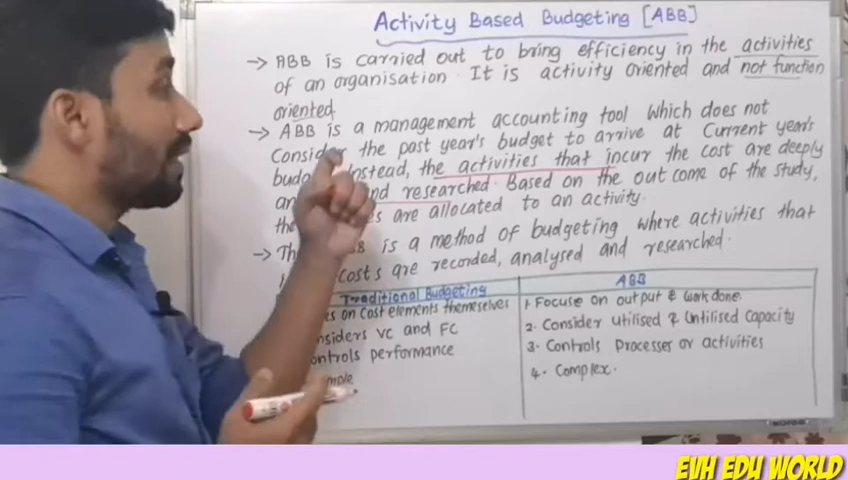 Activity Based Budgeting [ABB]
→ ABB is carried out to bring efficiency in the activities
of an organisation. It is activity oriented and not function
oriented
→ ABB is a management accounting tool which does not
Consider the past year's budget to arrive at Current year's
Instead, the activities that incur the cost are deeply
and researched. Based on the out come of the study,
are allocated to an activity.
→ is a method of budgeting where activities that
costs are recorded, analysed and researched.
Traditional Budgeting
on Cost elements themselves
VC and FC
performance
ABB
1. Focus on output & work done.
2. Consider utilised & Untilised Capacity
3. Controls Processes or activities
4. Complex.
EVH EDU WORLD